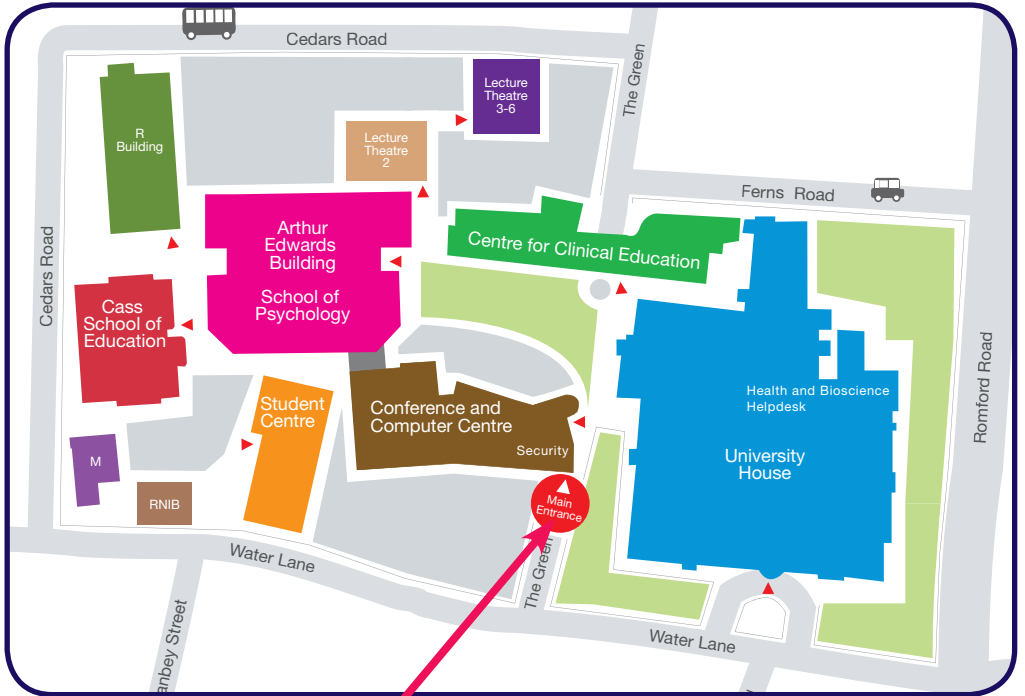 Cedars Road
The Green
Lecture
Theatre
3-6
R
Building
Lecture
Theatre
2
Ferns Road
Arthur
Edwards
Building
School of
Psychology
Centre for Clinical Education
Cedars Road
Cass
School of
Education
Romford Road
Health and Bioscience
Helpdesk
Student
Centre
Conference and
Computer Centre
Security
University
House
M
RNIB
Main
Entrance
The Green
Water Lane
Water Lane
anbey Street